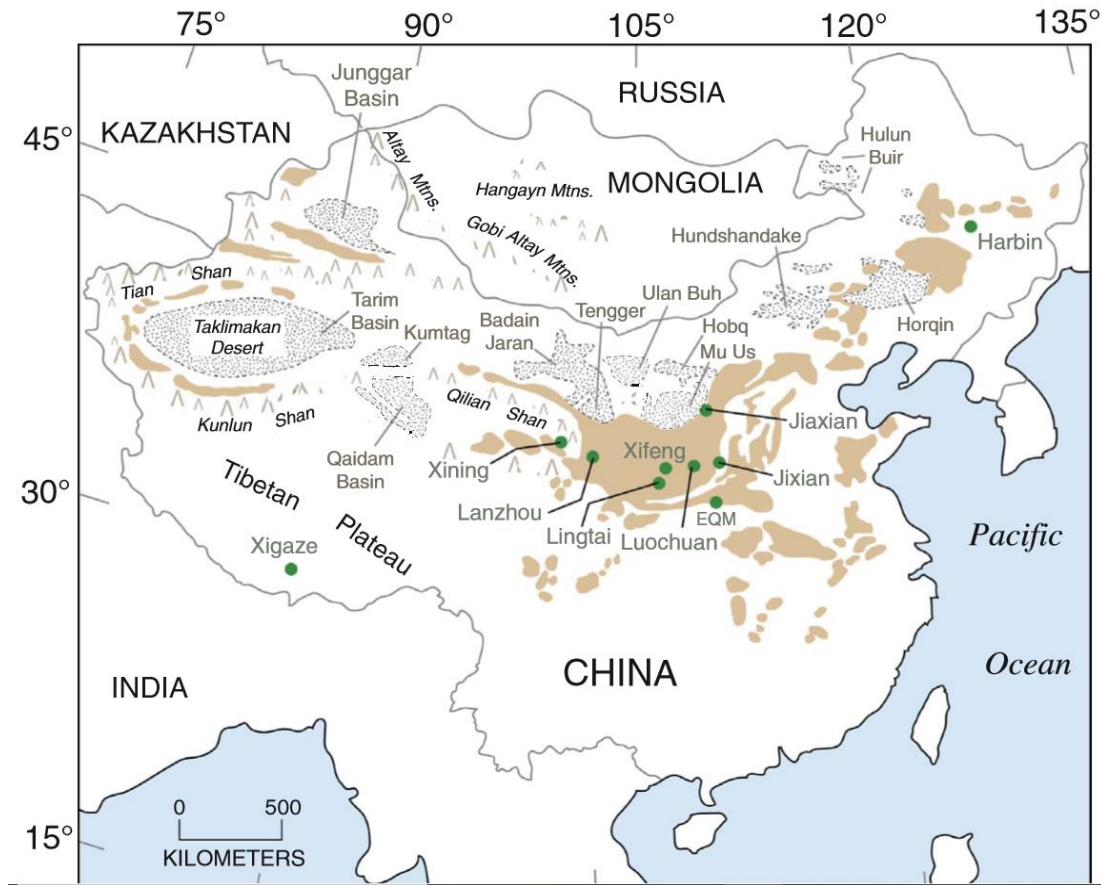 75°
90°
105°
120°
135°
Junggar
Basin
RUSSIA
45°
KAZAKHSTAN
Altay Mtns.
Hulun
Buir
Hangayn Mtns.
MONGOLIA
Gobi Altay Mtns.
Hundshandake
Harbin
Tian Shan
Tarim
Basin
Taklimakan
Desert
Kumtag
Badain
Jaran
Tengger
Ulan Buh
Hobq
Mu Us
Horqin
Qilian Shan
Kunlun Shan
Jiaxian
Xifeng
Qaidam
Basin
Xining
Jixian
30°
Tibetan Plateau
Lanzhou
EQM
Lingtai
Luochuan
Xigaze
Pacific
Ocean
CHINA
INDIA
0 500
KILOMETERS
15°